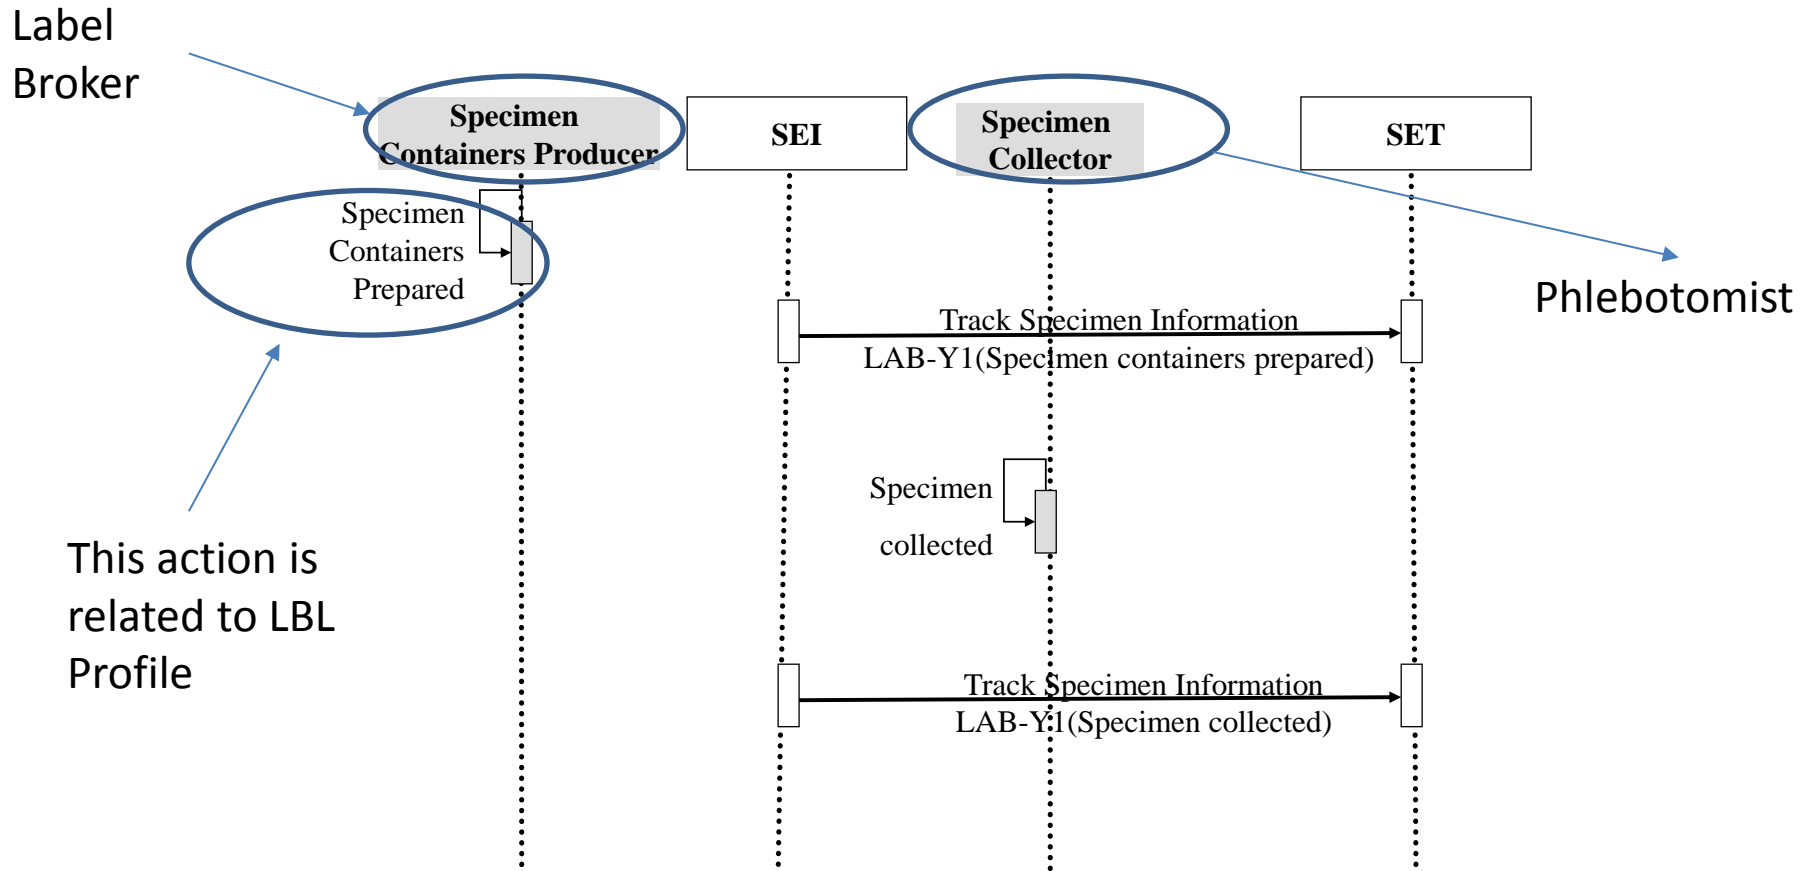 Label
Broker
Specimen
Containers Producer
SEI
Specimen
Collector
SET
Specimen
Containers
Prepared
Phlebotomist
Track Specimen Information
LAB-Y1(Specimen containers prepared)
Specimen
collected
This action is
related to LBL
Profile
Track Specimen Information
LAB-Y1(Specimen collected)